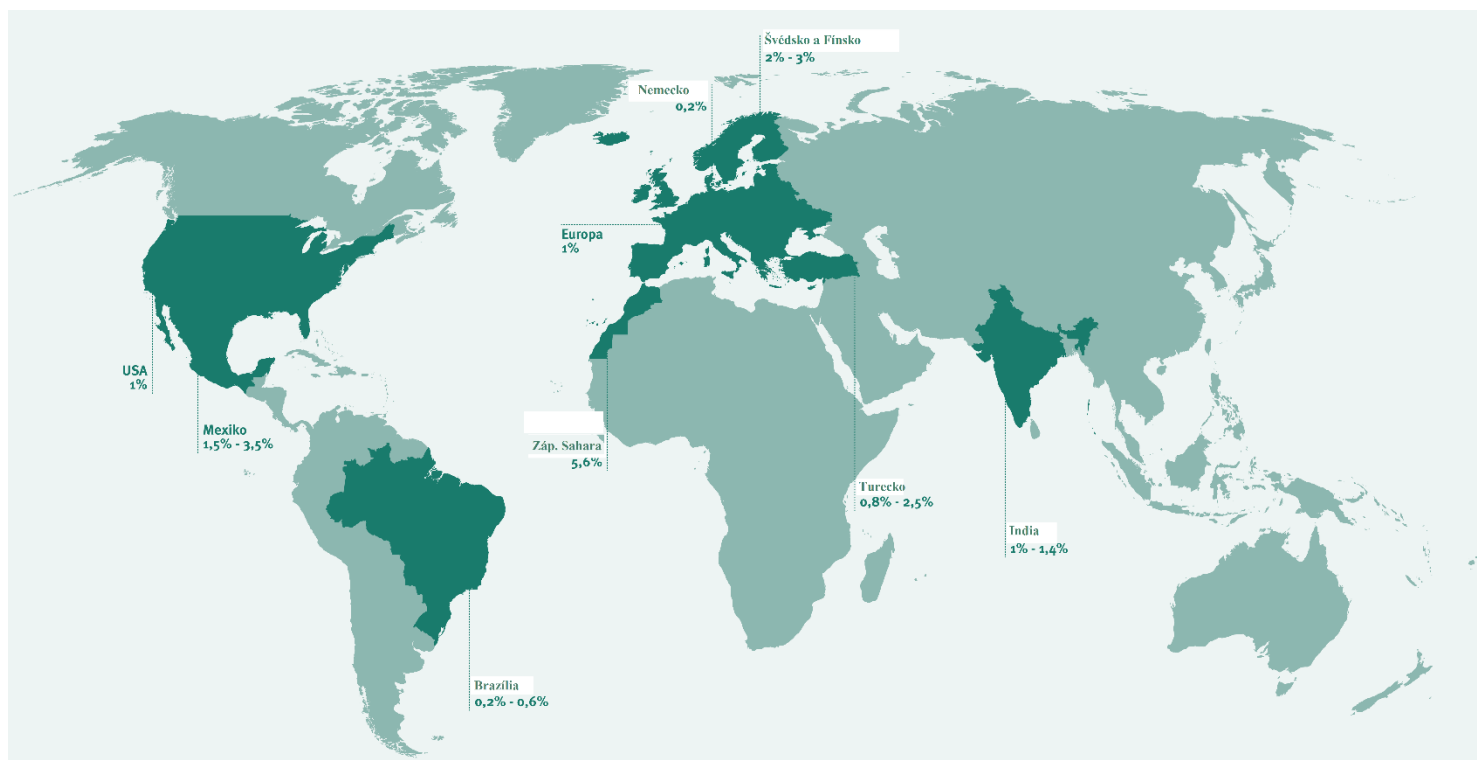 Švédsko a Fínsko
2% - 3%
Nemecko
0,2%
Europa
1%
USA
1%
Mexiko
1,5% - 3,5%
Záp. Sahara
5,6%
Turecko
0,8% - 2,5%
India
1% - 1,4%
Brazília
0,2% - 0,6%